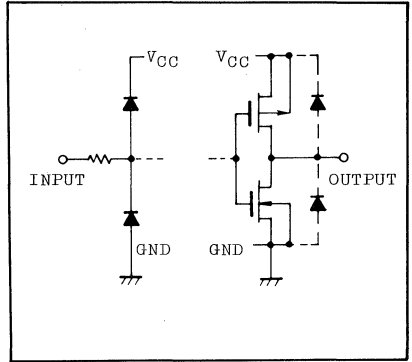 VCC
VCC
INPUT
OUTPUT
GND
GND